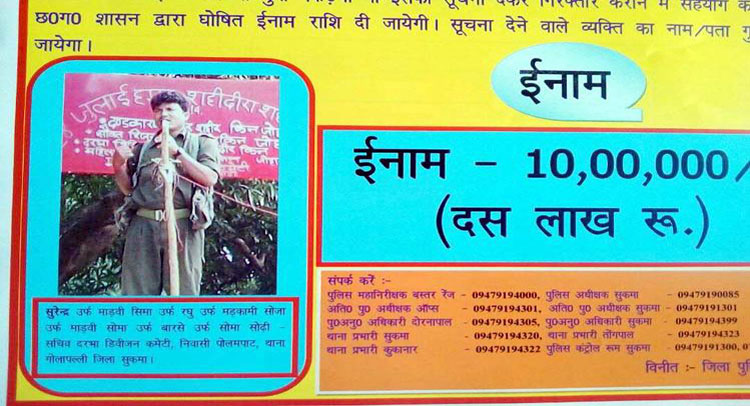 छ0ग0 शासन द्वारा घोषित ईनाम राशि दी जायेगी। सूचना देने वाले व्यक्ति का नाम/पता
जायेगा।
ईनाम
ईनाम - 10,00,000/
(दस लाख रू.)
जुलाई
सुरेन्द्र उर्फ माड़वी सिमा उर्फ रघु उर्फ मड़कामी सोजा
उर्फ माड़वी सोमा उर्फ बारसे उर्फ सोमा सोढ़ी -
सचिव दरभा डिवीजन कमेटी, निवासी पोलमपाट, थाना
गोलापल्ली जिला सुकमा।
संपर्क करें :-
पुलिस महानिरीक्षक बस्तर रेंज - 09479194000, पुलिस अधीक्षक सुकमा - 09479190085
अति0 पु0 अधीक्षक ऑप्स - 09479194301, अति0 पु0 अधीक्षक सुकमा - 09479191301
पु0अनु0 अधिकारी दोरनापाल - 09479194305, पु0अनु0 अधिकारी सुकमा - 09479194399
थाना प्रभारी सुकमा - 09479194320, थाना प्रभारी तोंगपाल - 09479194323
थाना प्रभारी कुकानार - 09479194322 पुलिस कंट्रोल रूम सुकमा - 09479191300,
विनीत :- जिला